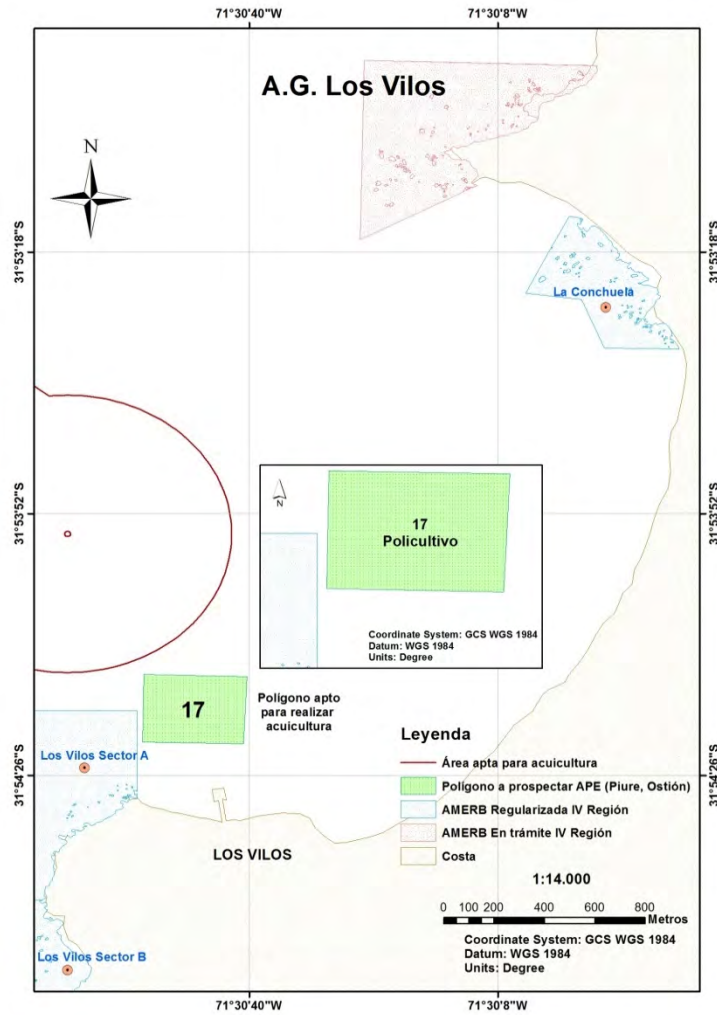 71°30'40"W
71°30'8"W
A.G. Los Vilos
N
31°53'18"S
31°53'18"S
La Conchuela
31°53'52"S
31°53'52"S
N
17
Policultivo
Coordinate System: GCS WGS 1984
Datum: WGS 1984
Units: Degree
17
Polígono apto
para realizar
acuicultura
Los Vilos Sector A
31°54'26"S
31°54'26"S
Leyenda
Área apta para acuicultura
Polígono a prospectar APE (Piure, Ostión)
AMERB Regularizada IV Región
AMERB En trámite IV Región
Costa
LOS VILOS
1:14.000
0 100 200 400 600 800
Metros
Coordinate System: GCS WGS 1984
Datum: WGS 1984
Units: Degree
Los Vilos Sector B
71°30'40"W
71°30'8"W